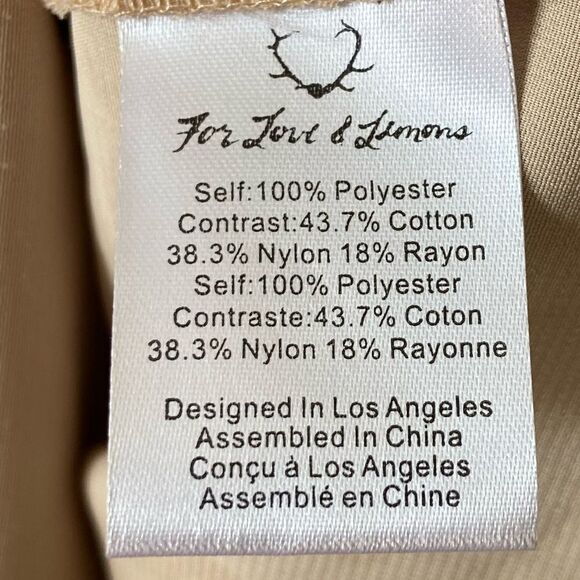 For Love & Lemons
Self:100% Polyester
Contrast:43.7% Cotton
38.3% Nylon 18% Rayon
Self:100% Polyester
Contraste:43.7% Coton
38.3% Nylon 18% Rayonne
Designed In Los Angeles
Assembled In China
Conçu à Los Angeles
Assemblé en Chine